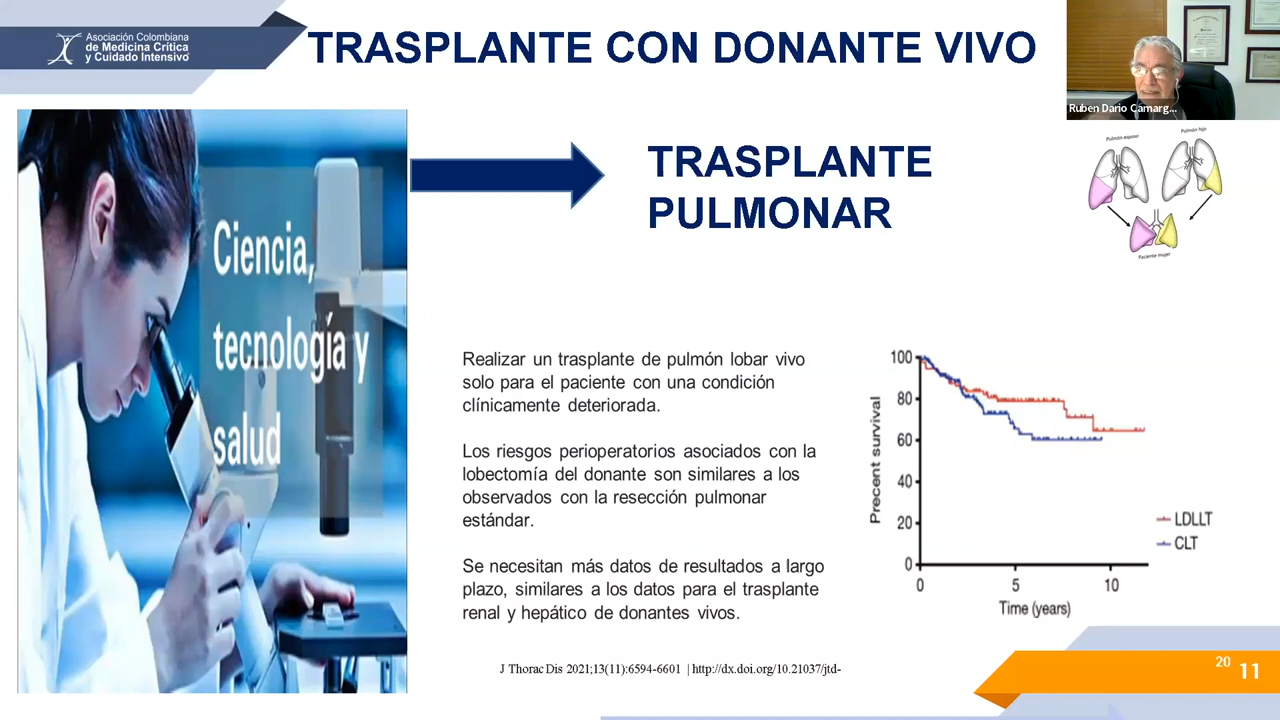 Asociación Colombiana
de Medicina Crítica
y Cuidado Intensivo
TRASPLANTE CON DONANTE VIVO
Ruben Dario Camarg...
Ciencia,
tecnología y
salud
TRASPLANTE
PULMONAR
Pulmón esposo
Pulmón hijo
Paciente mujer
Realizar un trasplante de pulmón lobar vivo
solo para el paciente con una condición
clínicamente deteriorada.
Los riesgos perioperatorios asociados con la
lobectomía del donante son similares a los
observados con la resección pulmonar
estándar.
Se necesitan más datos de resultados a largo
plazo, similares a los datos para el trasplante
renal y hepático de donantes vivos.
Precent survival
100
80
60
40
20
0
0 5 10
Time (years)
LDLLT
CLT
J Thorac Dis 2021;13(11):6594-6601 | http://dx.doi.org/10.21037/jtd-
20
11